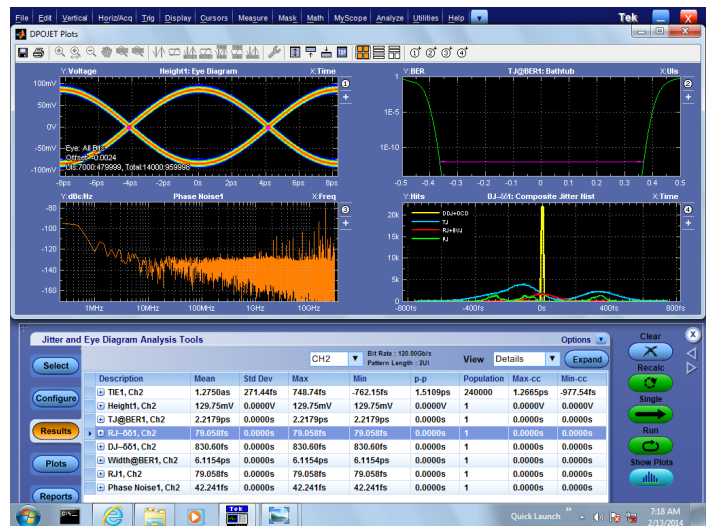 File Edit Vertical Horiz/Acq Trig Display Cursors Measure Mask Math MyScope Analyze Utilities Help Tek X
DPOJET Plots
Y:Voltage Height1: Eye Diagram X:Time
100mV
50mV
0V
-50mV
-100mV
Eye: All Bits
Offset: -0.0024
UIs:7000:479999, Total:14000:959998
-8ps -6ps -4ps -2ps 0s 2ps 4ps 6ps 8ps
Y:BER TJ@BER1: Bathtub X:UIs
1
1E-5
1E-10
-0.5 -0.4 -0.3 -0.2 -0.1 0.0 0.1 0.2 0.3 0.4 0.5
Y:dBc/Hz Phase Noise1 X:Freq
-80
-100
-120
-140
-160
1MHz 10MHz 100MHz 1GHz 10GHz
Y:Hits DJ-δδ1: Composite Jitter Hist X:Time
20k
15k
10k
5k
0
DDJ+DCD
TJ
RJ+BUJ
PJ
-800fs -400fs 0s 400fs 800fs
Jitter and Eye Diagram Analysis Tools Options
CH2 Bit Rate : 120.00Gb/s
Pattern Length : 2UI
View Details Expand
Select
Configure
Results
Plots
Reports
Description Mean Std Dev Max Min p-p Population Max-cc Min-cc
TIE1, Ch2 1.2750as 271.44fs 748.74fs -762.15fs 1.5109ps 240000 1.2665ps -977.54fs
Height1, Ch2 129.75mV 0.0000V 129.75mV 129.75mV 0.0000V 1 0.0000V 0.0000V
TJ@BER1, Ch2 2.2179ps 0.0000s 2.2179ps 2.2179ps 0.0000s 1 0.0000s 0.0000s
RJ-δδ1, Ch2 79.058fs 0.0000s 79.058fs 79.058fs 0.0000s 1 0.0000s 0.0000s
DJ-δδ1, Ch2 830.60fs 0.0000s 830.60fs 830.60fs 0.0000s 1 0.0000s 0.0000s
Width@BER1, Ch2 6.1154ps 0.0000s 6.1154ps 6.1154ps 0.0000s 1 0.0000s 0.0000s
RJ1, Ch2 79.058fs 0.0000s 79.058fs 79.058fs 0.0000s 1 0.0000s 0.0000s
Phase Noise1, Ch2 42.241fs 0.0000s 42.241fs 42.241fs 0.0000s 1 0.0000s 0.0000s
Clear
Recalc
Single
Run
Show Plots
Tek
Quick Launch »
7:18 AM
2/13/2014